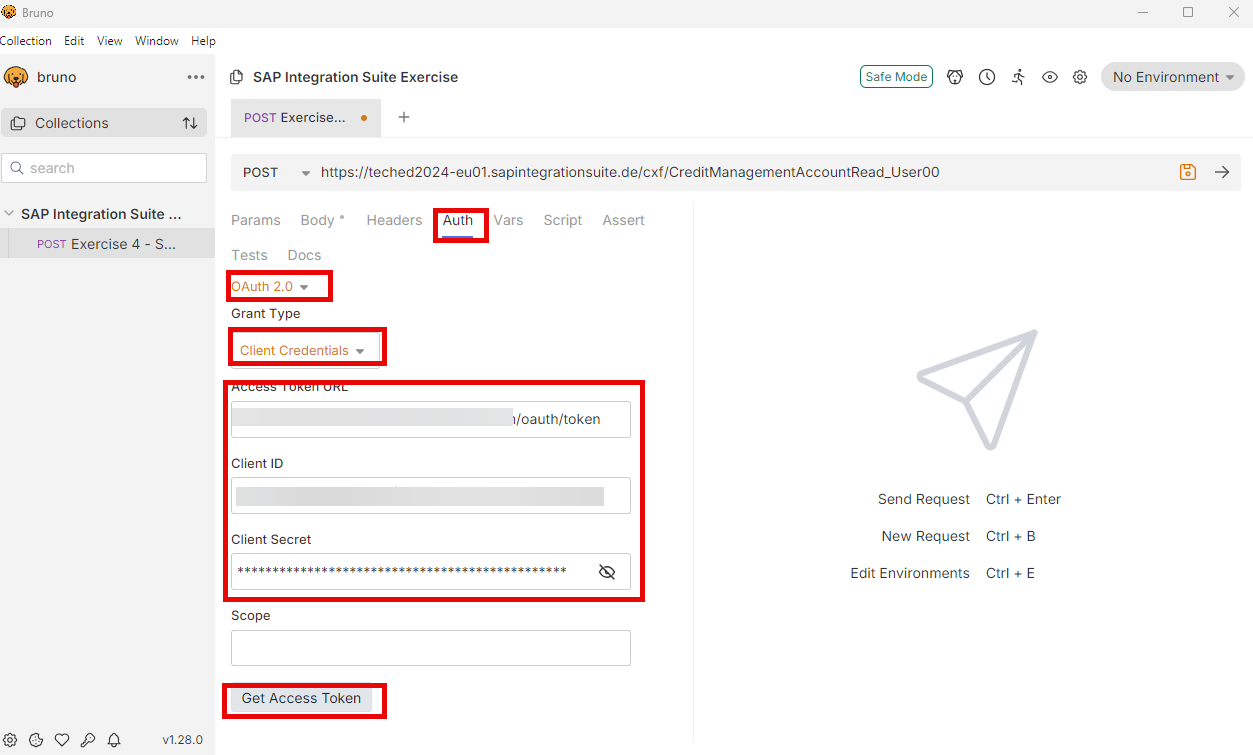 Bruno
Collection Edit View Window Help
bruno
SAP Integration Suite Exercise
Safe Mode
No Environment
Collections
POST Exercise...
search
POST
https://teched2024-eu01.sapintegrationsuite.de/cxf/CreditManagementAccountRead_User00
SAP Integration Suite ...
POST Exercise 4 - S...
Params Body Headers Auth Vars Script Assert
Tests Docs
OAuth 2.0
Grant Type
Client Credentials
Access Token URL
/oauth/token
Client ID
Client Secret
***********************************************
Scope
Get Access Token
Send Request Ctrl + Enter
New Request Ctrl + B
Edit Environments Ctrl + E
v1.28.0